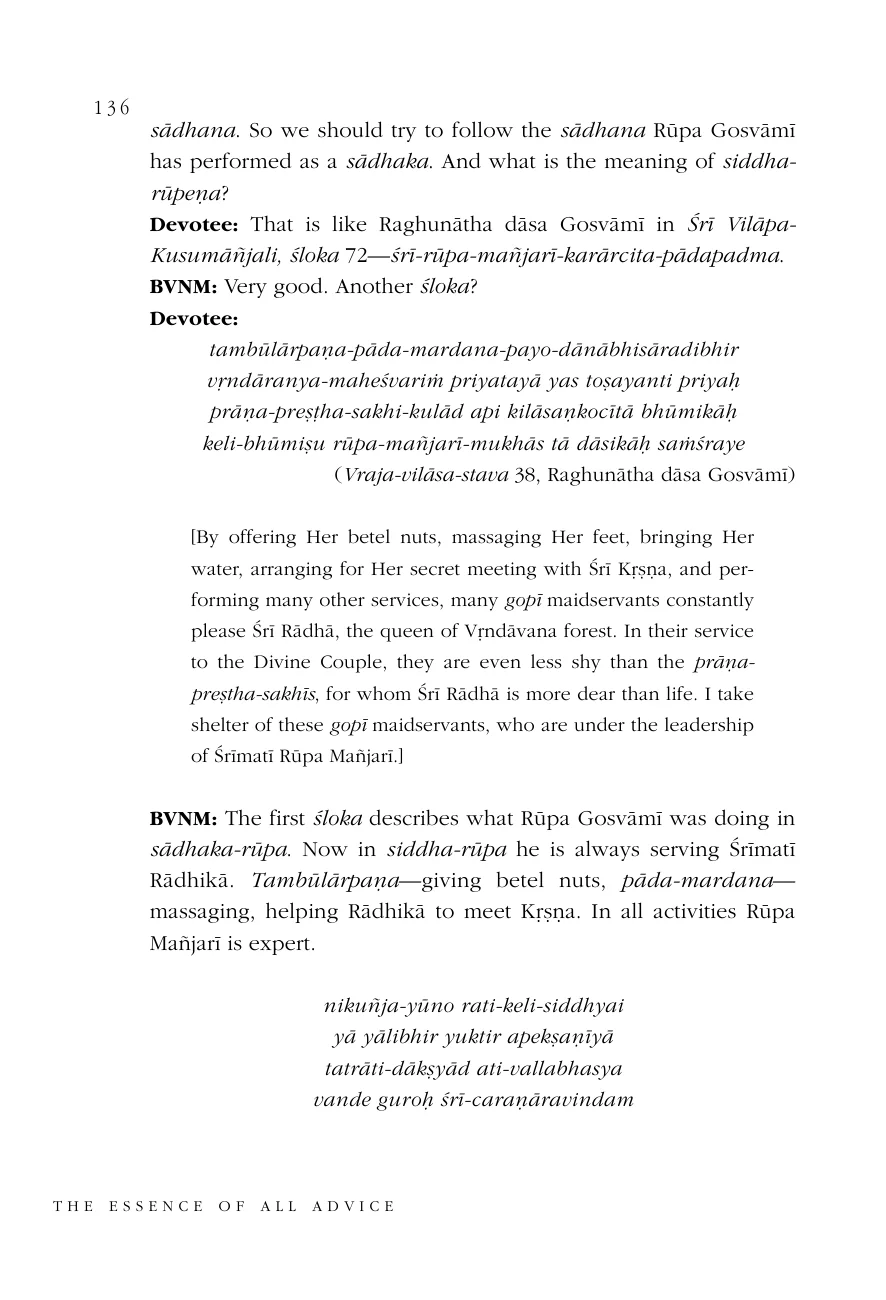 136
sādhana. So we should try to follow the sādhana Rūpa Gosvāmī
has performed as a sādhaka. And what is the meaning of siddha-
rūpeṇa?
Devotee: That is like Raghunātha dāsa Gosvāmī in Śrī Vilāpa-
Kusumāñjali, śloka 72—śrī-rūpa-mañjarī-karārcita-pādapadma.
BVNM: Very good. Another śloka?
Devotee:
tambūlārpaṇa-pāda-mardana-payo-dānābhisāradibhir
vṛndāranya-maheśvariṁ priyatayā yas toṣayanti priyaḥ
prāṇa-preṣṭha-sakhi-kulād api kilāsaṇkocītā bhūmikāḥ
keli-bhūmiṣu rūpa-mañjarī-mukhās tā dāsikāḥ saṁśraye
(Vraja-vilāsa-stava 38, Raghunātha dāsa Gosvāmī)
[By offering Her betel nuts, massaging Her feet, bringing Her
water, arranging for Her secret meeting with Śrī Kṛṣṇa, and per-
forming many other services, many gopī maidservants constantly
please Śrī Rādhā, the queen of Vṛndāvana forest. In their service
to the Divine Couple, they are even less shy than the prāṇa-
preṣtha-sakhīs, for whom Śrī Rādhā is more dear than life. I take
shelter of these gopī maidservants, who are under the leadership
of Śrīmatī Rūpa Mañjarī.]
BVNM: The first śloka describes what Rūpa Gosvāmī was doing in
sādhaka-rūpa. Now in siddha-rūpa he is always serving Śrīmatī
Rādhikā. Tambūlārpaṇa—giving betel nuts, pāda-mardana—
massaging, helping Rādhikā to meet Kṛṣṇa. In all activities Rūpa
Mañjarī is expert.
nikuñja-yūno rati-keli-siddhyai
yā yālibhir yuktir apekṣaṇīyā
tatrāti-dākṣyād ati-vallabhasya
vande guroḥ śrī-caraṇāravindam
THE ESSENCE OF ALL ADVICE